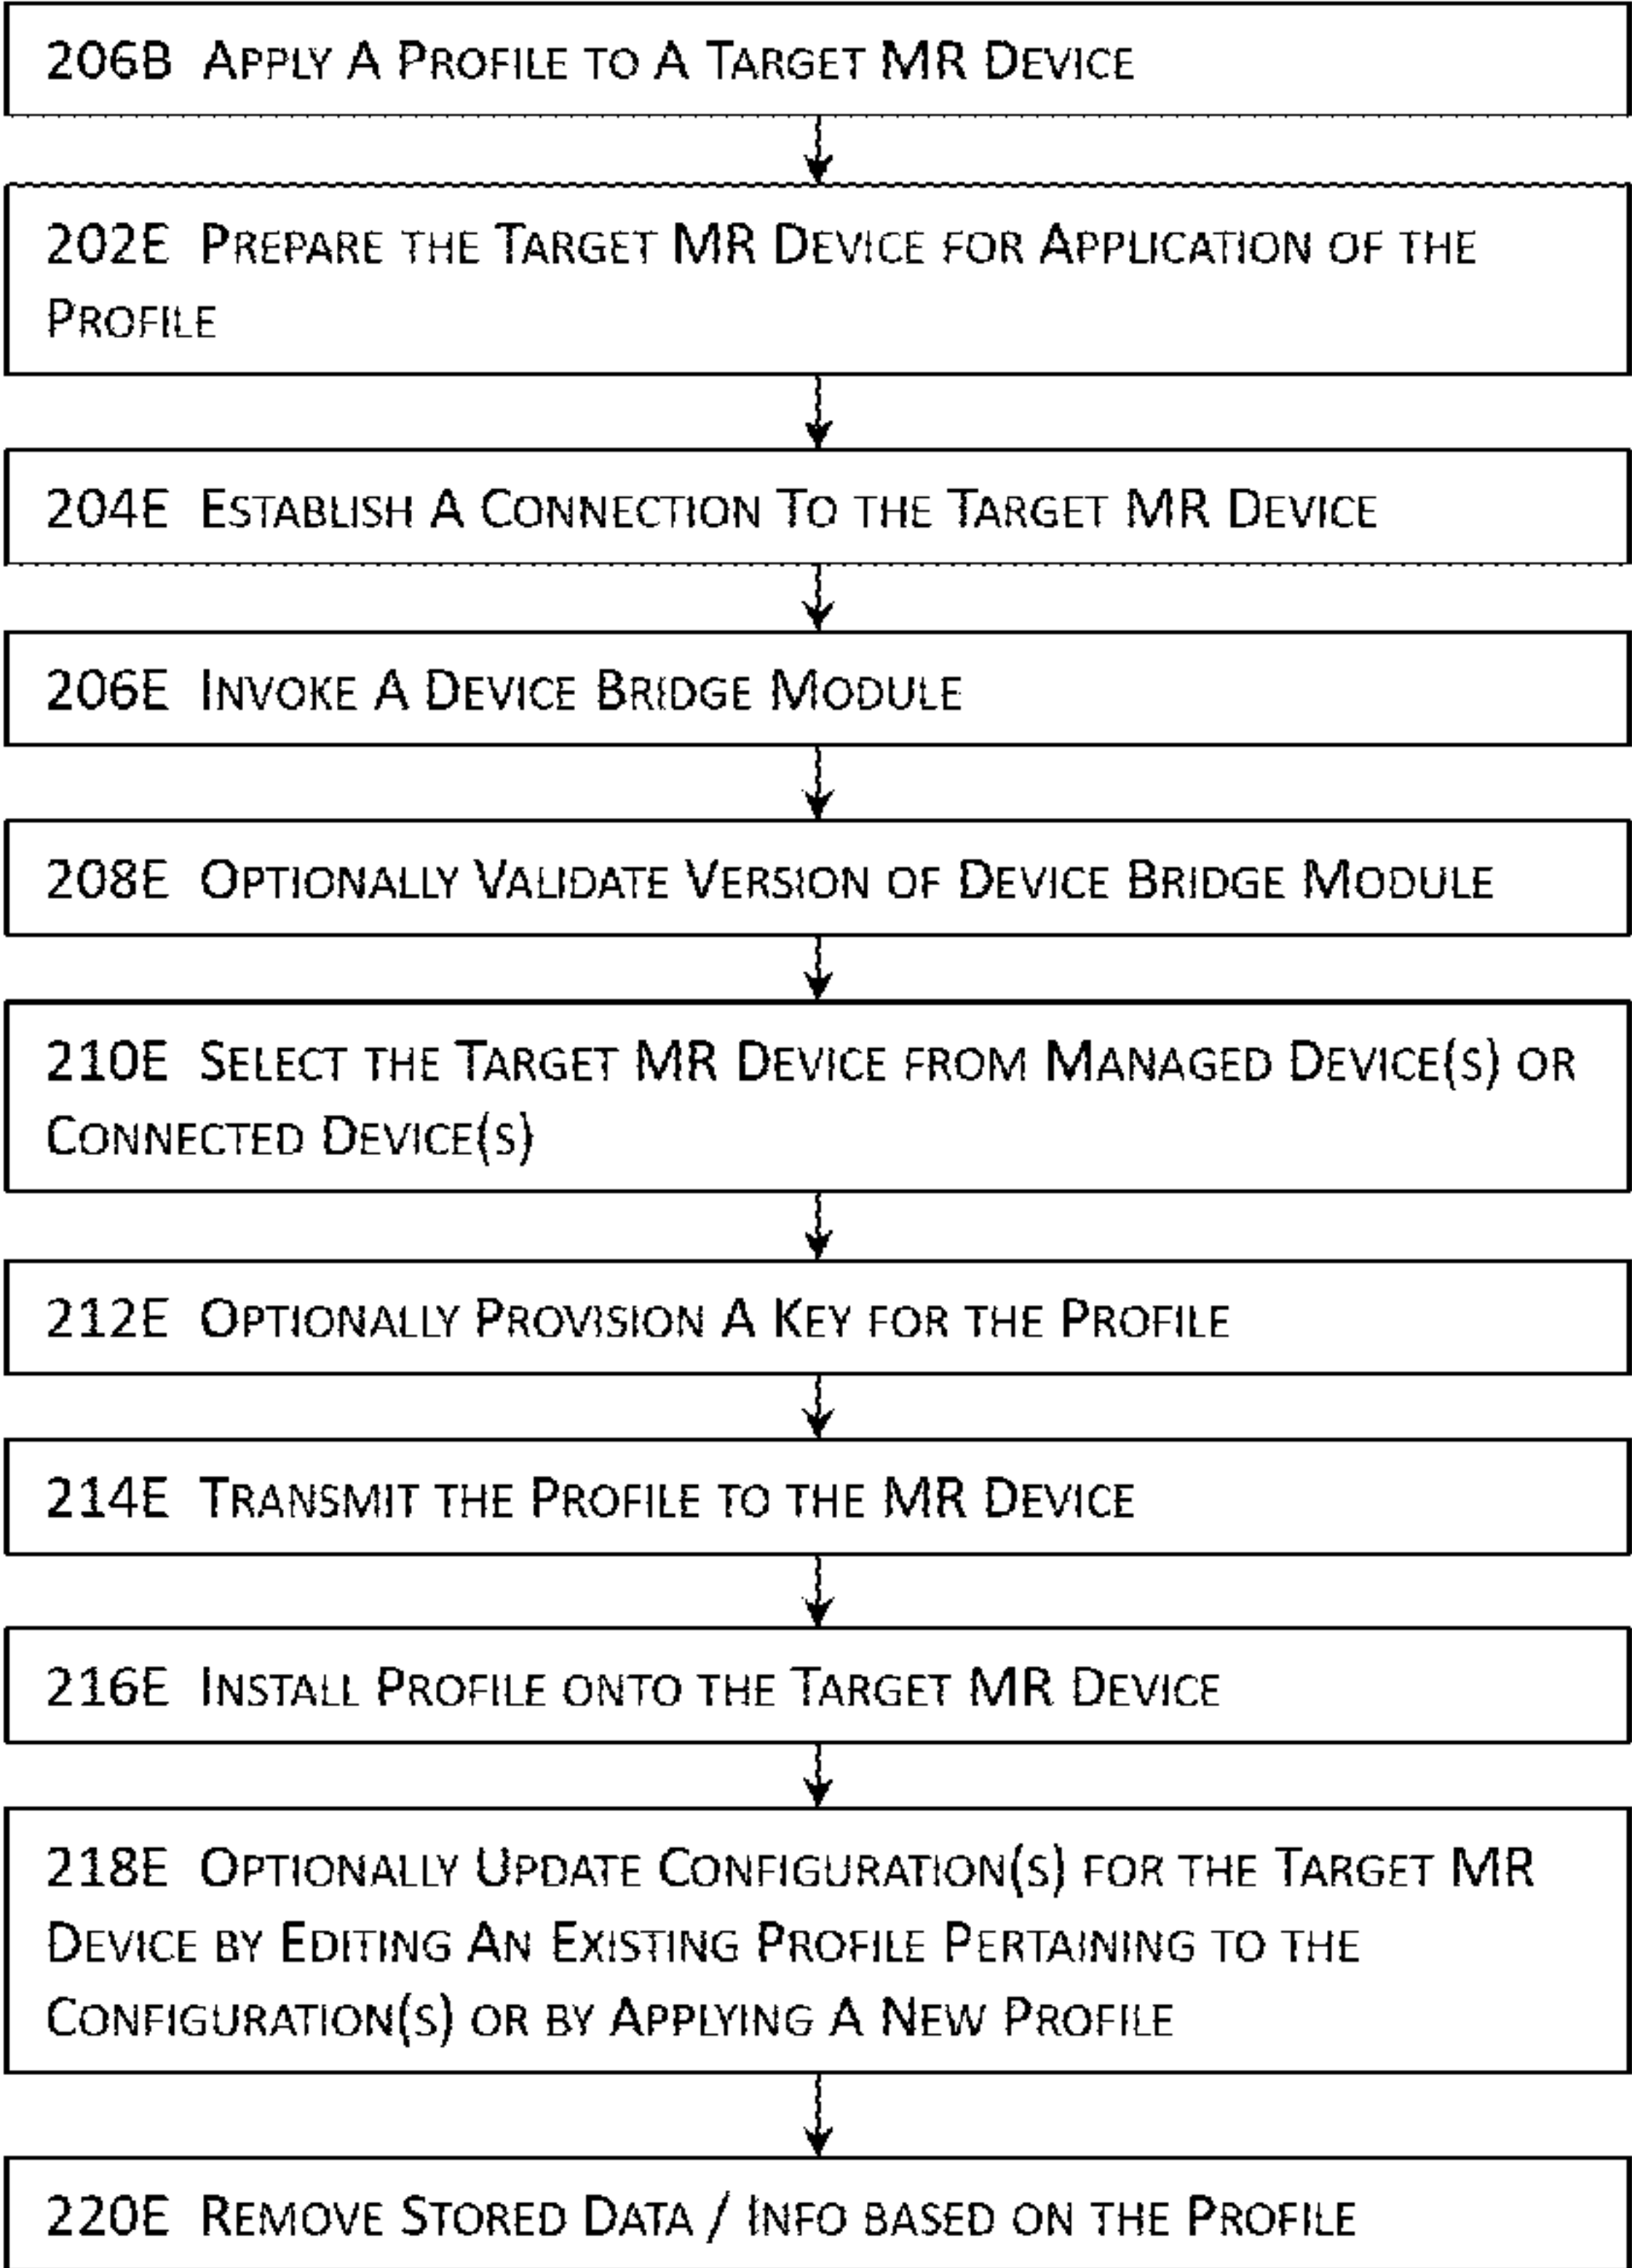 206B APPLY A PROFILE TO A TARGET MR DEVICE
202E PREPARE THE TARGET MR DEVICE FOR APPLICATION OF THE
PROFILE
204E ESTABLISH A CONNECTION TO THE TARGET MR DEVICE
206E INVOKE A DEVICE BRIDGE MODULE
208E OPTIONALLY VALIDATE VERSION OF DEVICE BRIDGE MODULE
210E SELECT THE TARGET MR DEVICE FROM MANAGED DEVICE(S) OR
CONNECTED DEVICE(S)
212E OPTIONALLY PROVISION A KEY FOR THE PROFILE
214E TRANSMIT THE PROFILE TO THE MR DEVICE
216E INSTALL PROFILE ONTO THE TARGET MR DEVICE
218E OPTIONALLY UPDATE CONFIGURATION(S) FOR THE TARGET MR
DEVICE BY EDITING AN EXISTING PROFILE PERTAINING TO THE
CONFIGURATION(S) OR BY APPLYING A NEW PROFILE
220E REMOVE STORED DATA / INFO BASED ON THE PROFILE